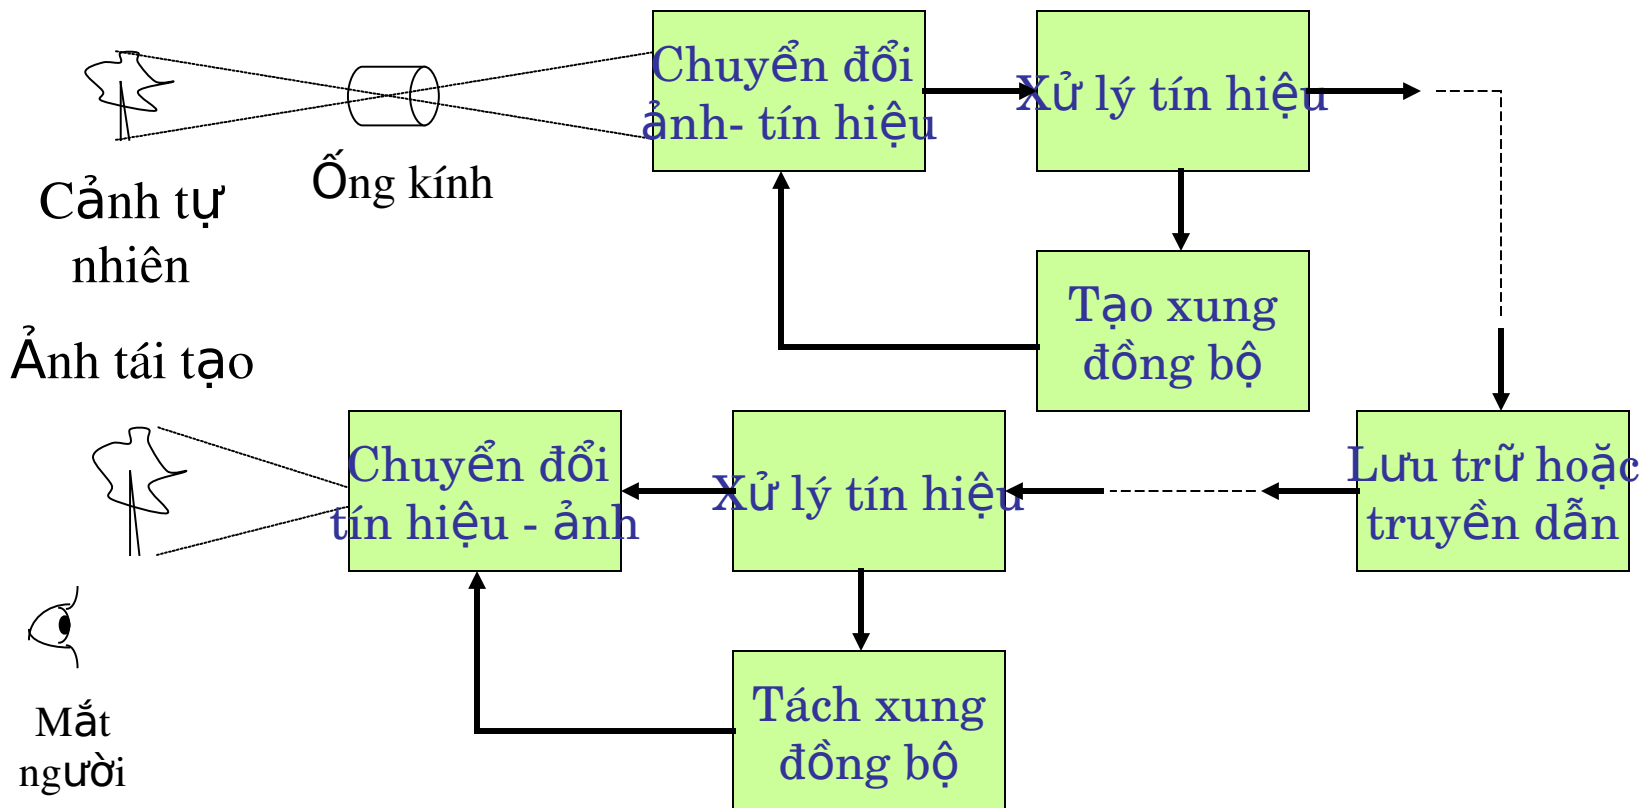 Chuyển đổi
ảnh- tín hiệu
Xử lý tín hiệu
Ống kính
Cảnh tự
nhiên
Tạo xung
đồng bộ
Ảnh tái tạo
Chuyển đổi
tín hiệu - ảnh
Xử lý tín hiệu
Lưu trữ hoặc
truyền dẫn
Tách xung
đồng bộ
Mắt
người